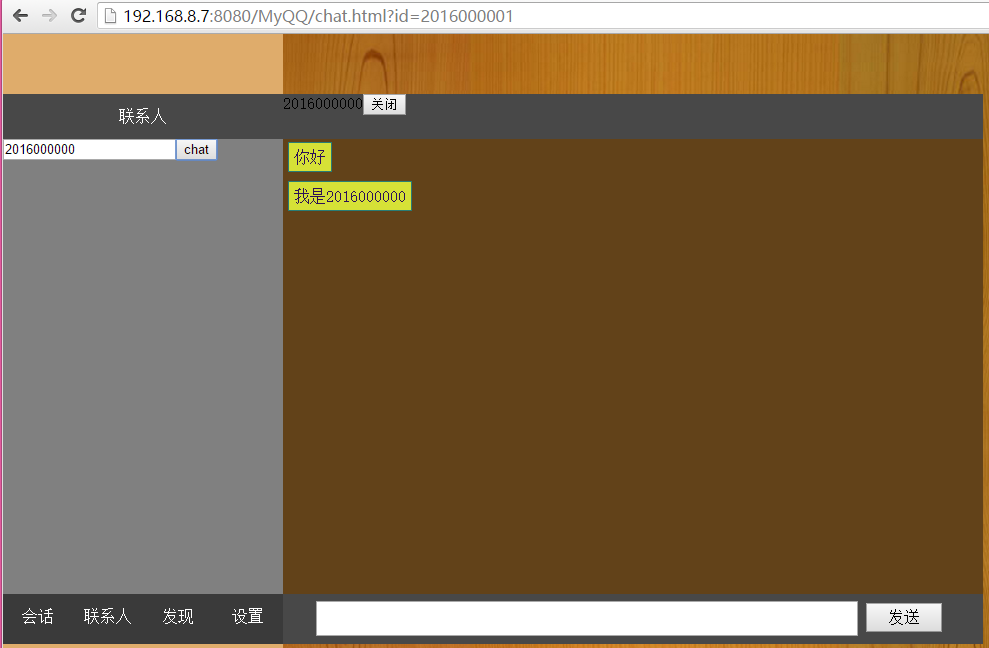 192.168.8.7:8080/MyQQ/chat.html?id=2016000001
联系人
2016000000 关闭
2016000000 chat
你好
我是2016000000
会话 联系人 发现 设置
发送